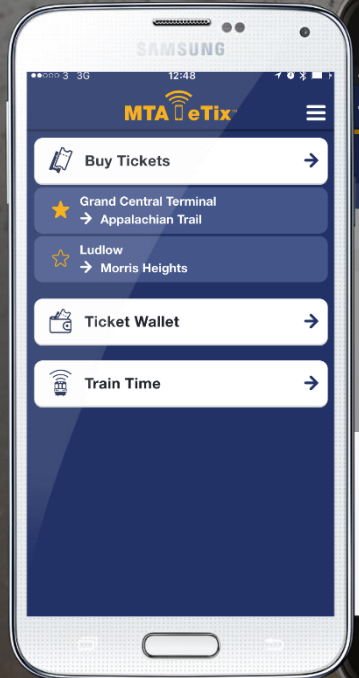 SAMSUNG
3 3G 12:48
MTA eTix™
Buy Tickets
Grand Central Terminal
→ Appalachian Trail
Ludlow
→ Morris Heights
Ticket Wallet
Train Time